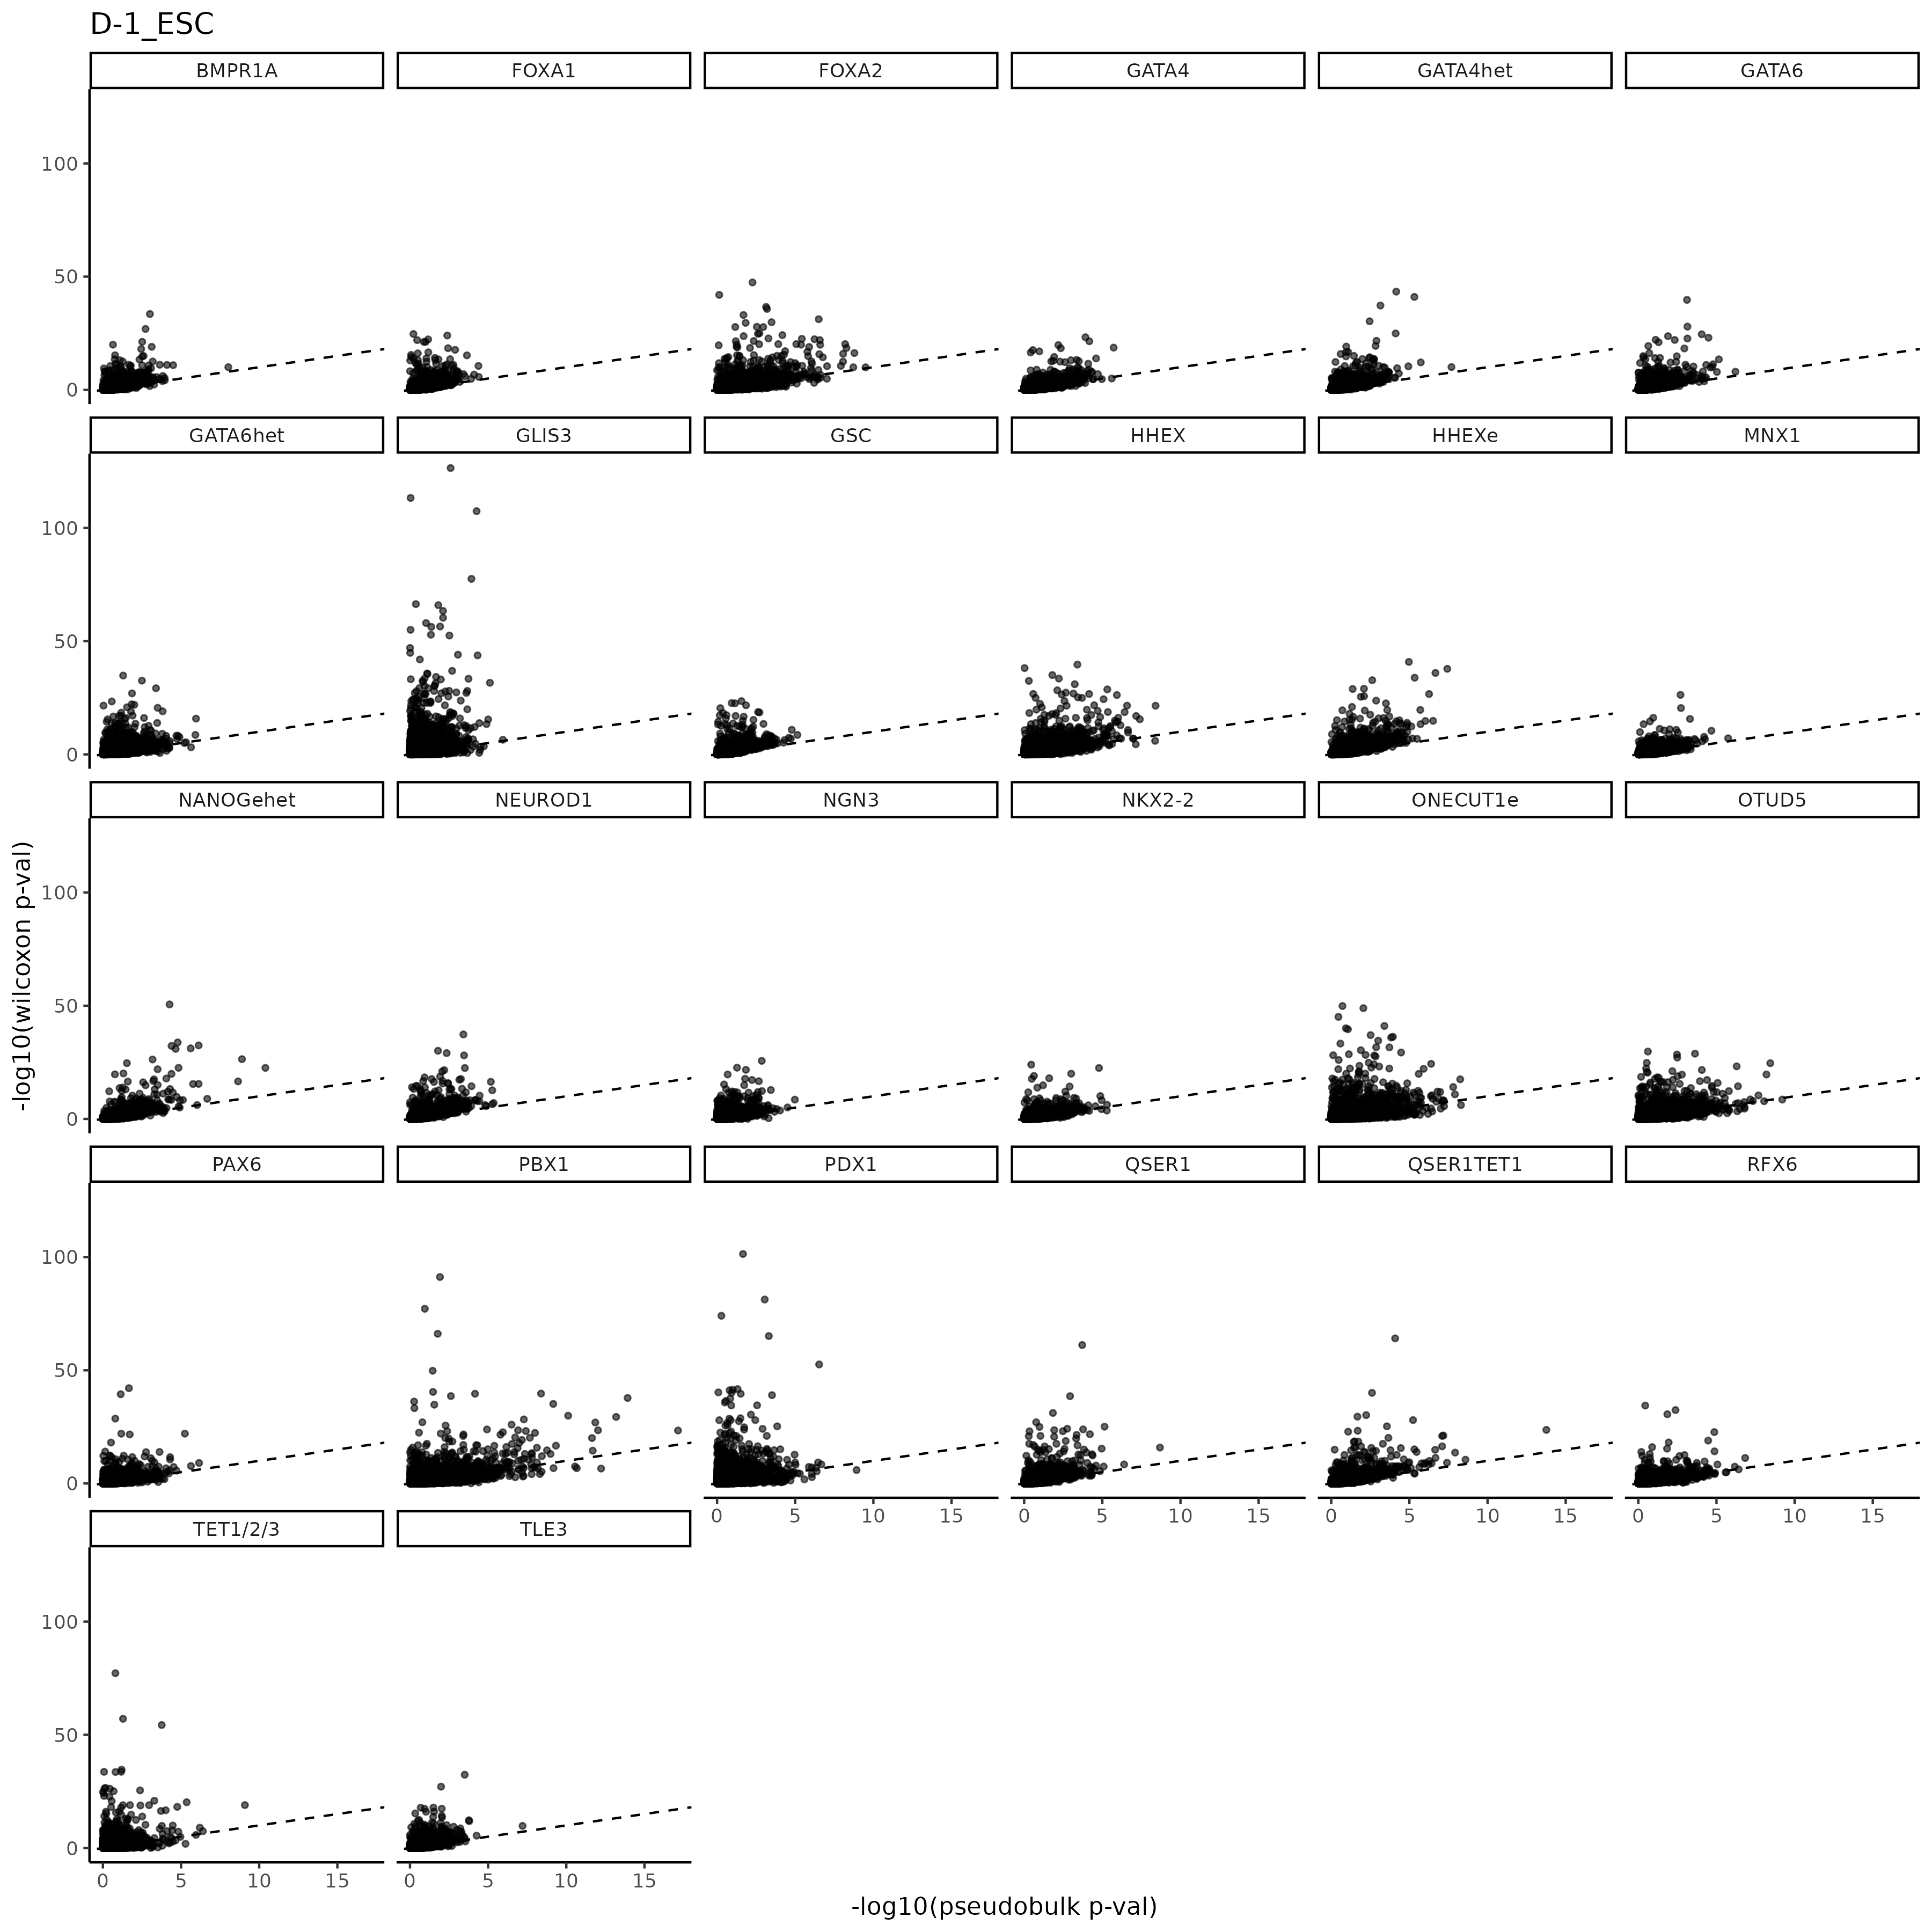 D-1_ESC
BMPR1A FOXA1 FOXA2 GATA4 GATA4het GATA6
100
50
0
GATA6het GLIS3 GSC HHEX HHEXe MNX1
100
50
0
NANOGehet NEUROD1 NGN3 NKX2-2 ONECUT1e OTUD5
100
50
0
-log10(wilcoxon p-val)
PAX6 PBX1 PDX1 QSER1 QSER1TET1 RFX6
100
50
0
0 5 10 15 0 5 10 15 0 5 10 15 0 5 10 15
TET1/2/3 TLE3
100
50
0
0 5 10 15 0 5 10 15
-log10(pseudobulk p-val)